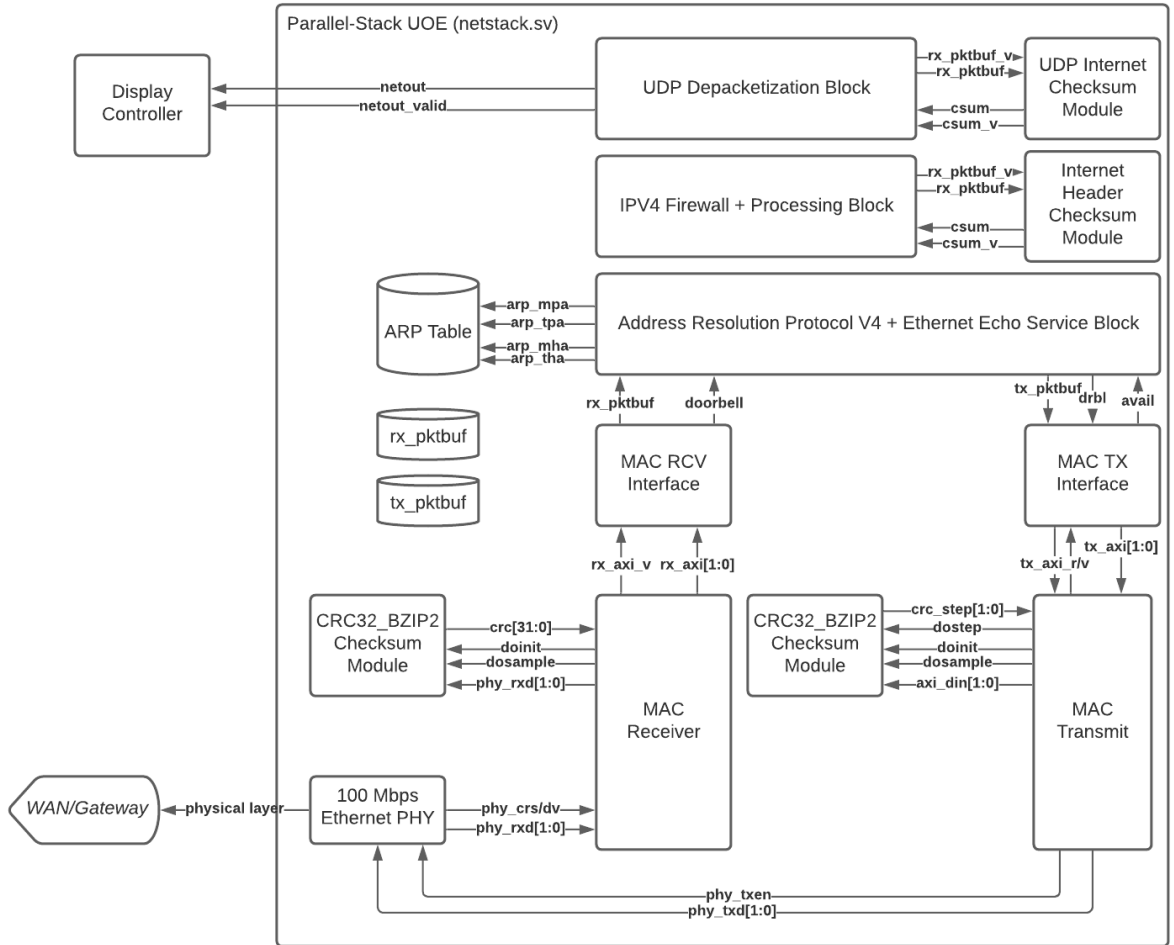 Parallel-Stack UOE (netstack.sv)
Display
Controller
netout
netout_valid
UDP Depacketization Block
rx_pktbuf_v
rx_pktbuf
csum
csum_v
UDP Internet
Checksum
Module
IPV4 Firewall + Processing Block
rx_pktbuf_v
rx_pktbuf
csum
csum_v
Internet
Header
Checksum
Module
ARP Table
arp_mpa
arp_tpa
arp_mha
arp_tha
Address Resolution Protocol V4 + Ethernet Echo Service Block
rx_pktbuf
doorbell
tx_pktbuf
drbl
avail
rx_pktbuf
tx_pktbuf
MAC RCV
Interface
MAC TX
Interface
rx_axi_v
rx_axi[1:0]
tx_axi_r/v
tx_axi[1:0]
CRC32_BZIP2
Checksum
Module
crc[31:0]
doinit
dosample
phy_rxd[1:0]
MAC
Receiver
CRC32_BZIP2
Checksum
Module
crc_step[1:0]
dostep
doinit
dosample
axi_din[1:0]
MAC
Transmit
WAN/Gateway
physical layer
100 Mbps
Ethernet PHY
phy_crs/dv
phy_rxd[1:0]
phy_txen
phy_txd[1:0]